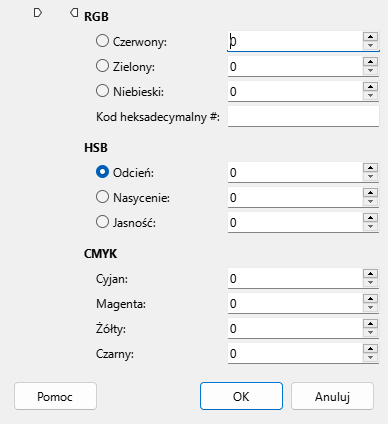 RGB
Czerwony: 0
Zielony: 0
Niebieski: 0
Kod heksadecymalny #:
HSB
Odcień: 0
Nasycenie: 0
Jasność: 0
CMYK
Cyjan: 0
Magenta: 0
Żółty: 0
Czarny: 0
Pomoc OK Anuluj